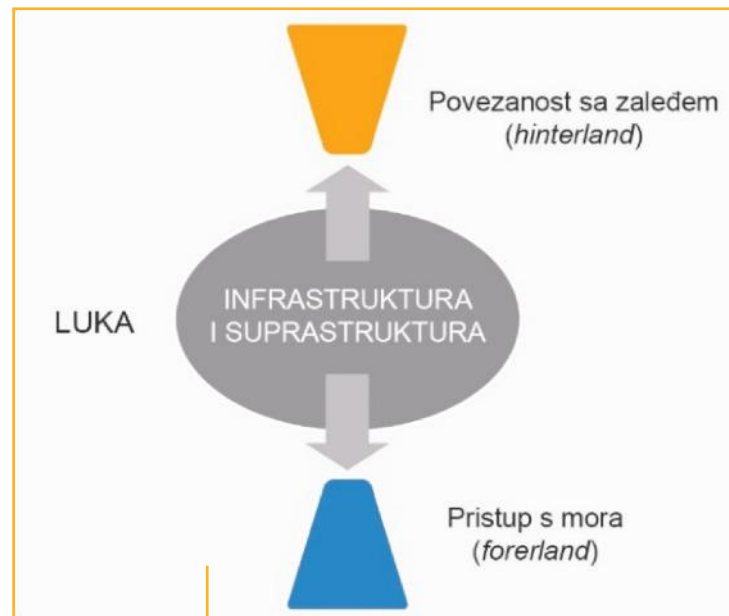 Povezanost sa zaleđem
(hinterland)
LUKA
INFRASTRUKTURA
I SUPRASTRUKTURA
Pristup s mora
(forerland)